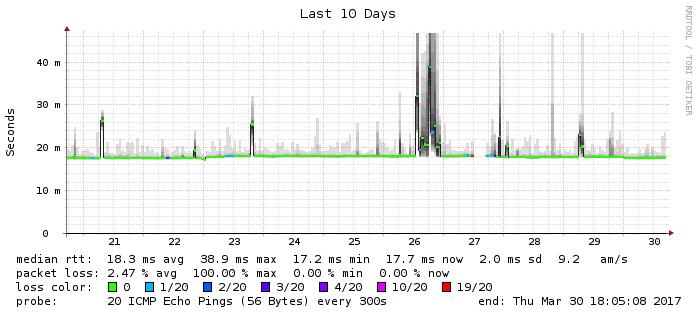 Last 10 Days
RRDTOOL / TOBI OETIKER
Seconds
40 m
30 m
20 m
10 m
0
21 22 23 24 25 26 27 28 29 30
median rtt: 18.3 ms avg 38.9 ms max 17.2 ms min 17.7 ms now 2.0 ms sd 9.2 am/s
packet loss: 2.47 % avg 100.00 % max 0.00 % min 0.00 % now
loss color: 0 1/20 2/20 3/20 4/20 10/20 19/20
probe: 20 ICMP Echo Pings (56 Bytes) every 300s end: Thu Mar 30 18:05:08 2017